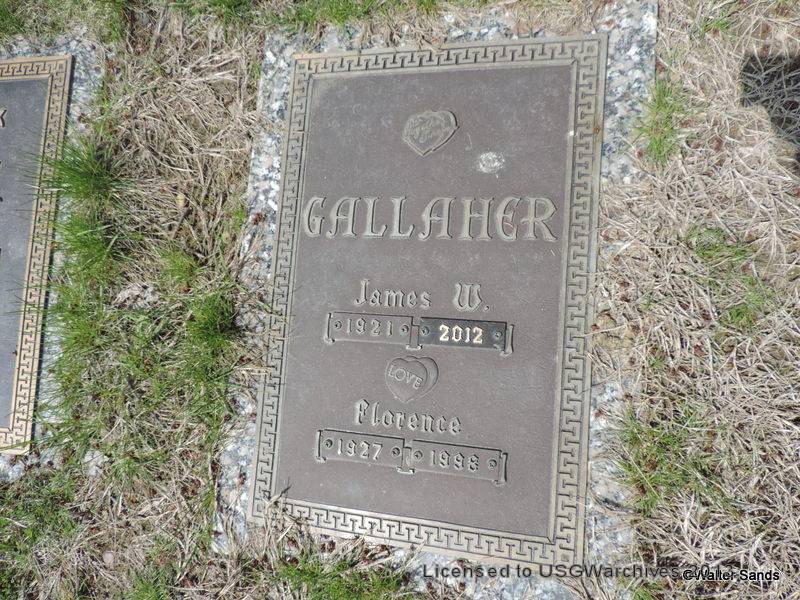 GALLAHER
James W.
1921 2012
LOVE
Florence
1927 1998
Licensed to USGWarchives
©Walter Sands